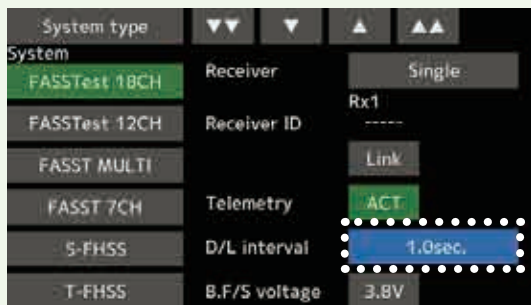 System type ▼▼ ▼ ▲ ▲▲
System
FASSTest 18CH
Receiver Single
Rx1
FASSTest 12CH
Receiver ID -----
FASST MULTI
Link
FASST 7CH
Telemetry ACT
S-FHSS
D/L interval 1.0sec.
T-FHSS
B.F/S voltage 3.8V